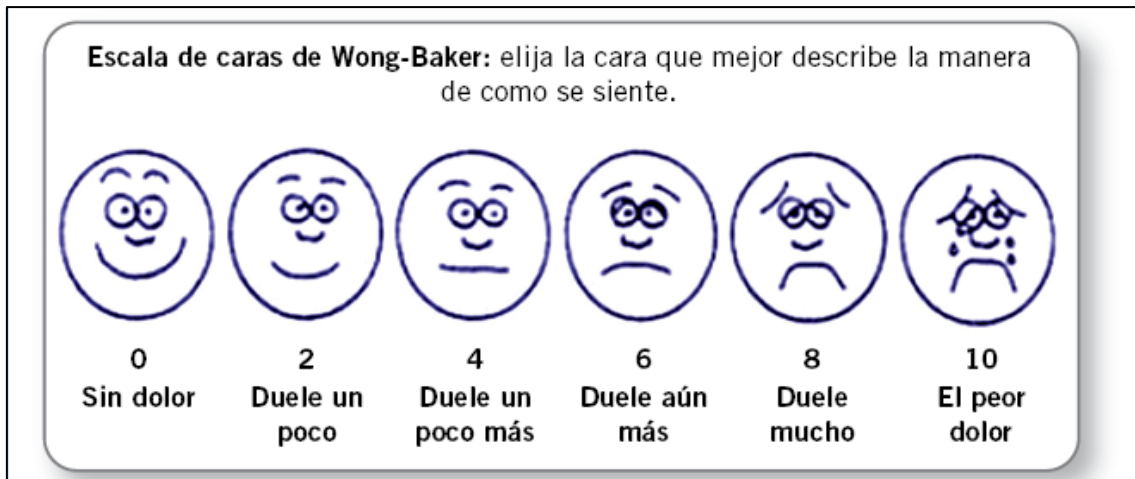 Escala de caras de Wong-Baker: elija la cara que mejor describe la manera
de como se siente.
0 2 4 6 8 10
Sin dolor Duele un Duele un Duele aún Duele El peor
poco poco más más mucho dolor